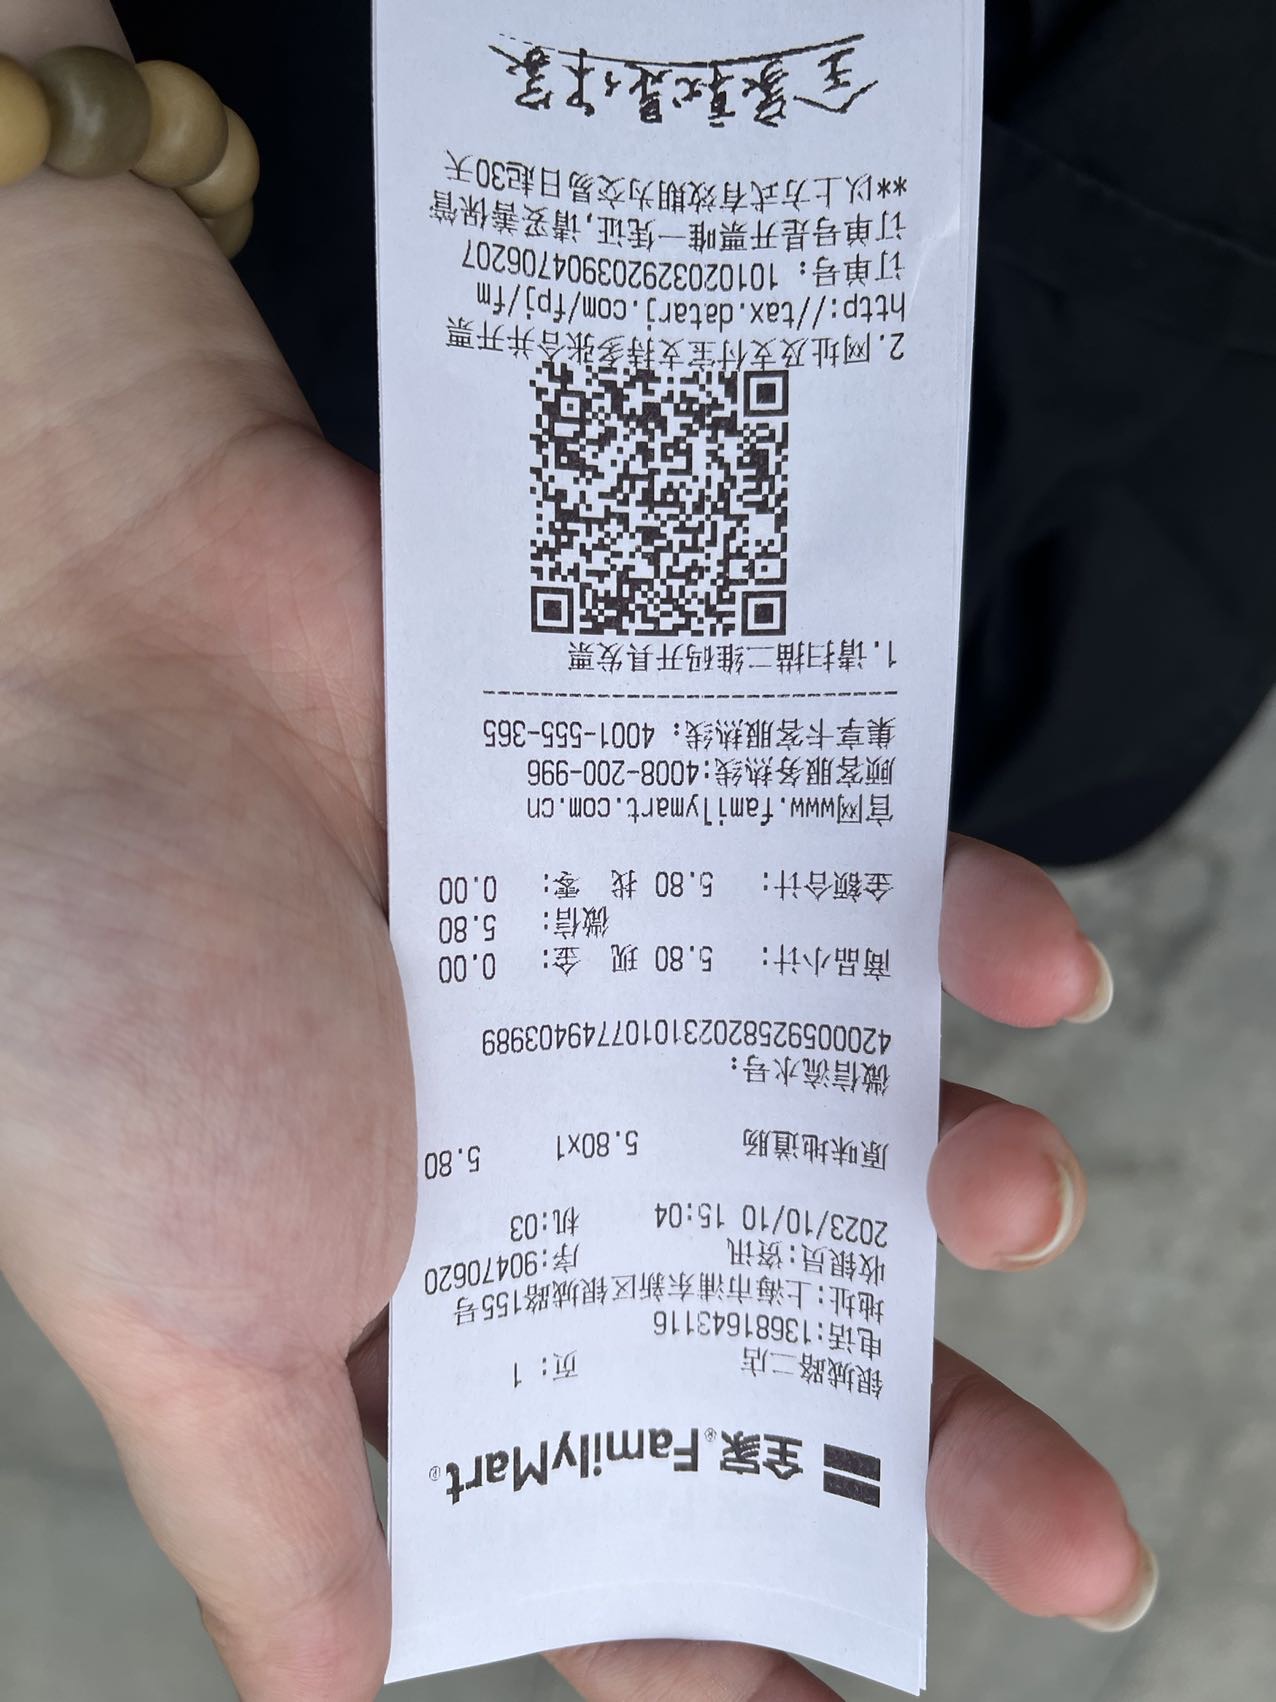 全家 FamilyMart
银城路二店 页: 1
电话:13681643116
地址:上海市浦东新区银城路155号
收银员:资讯 序:90470620
2023/10/10 15:04 机:03
原味地道肠 5.80x1 5.80
微信流水号:
4200059258202310107749403989
商品小计: 5.80 现 金: 0.00
微信: 5.80
金额合计: 5.80 找 零: 0.00
官网www.familymart.com.cn
顾客服务热线:4008-200-996
集享卡客服热线: 4001-555-365
1.请扫描二维码开具发票
2.网址及支付宝支持多张合并开票
http://tax.datarj.com/fpj/fm
订单号: 1010203292039047​06207
订单号是开票唯一凭证,请妥善保管
**以上方式有效期为交易日起30天
全家就是你家